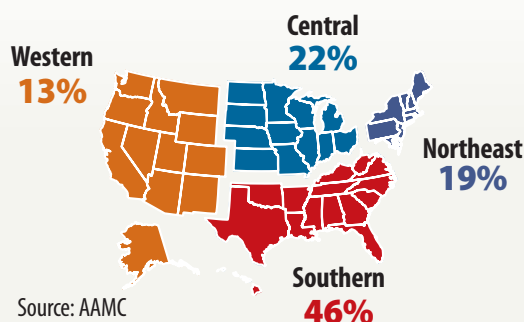 Central
22%
Western
13%
Northeast
19%
Southern
46%
Source: AAMC